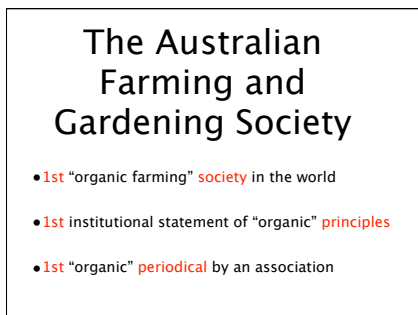 The Australian
Farming and
Gardening Society
•1st “organic farming” society in the world
•1st institutional statement of “organic” principles
•1st “organic” periodical by an association